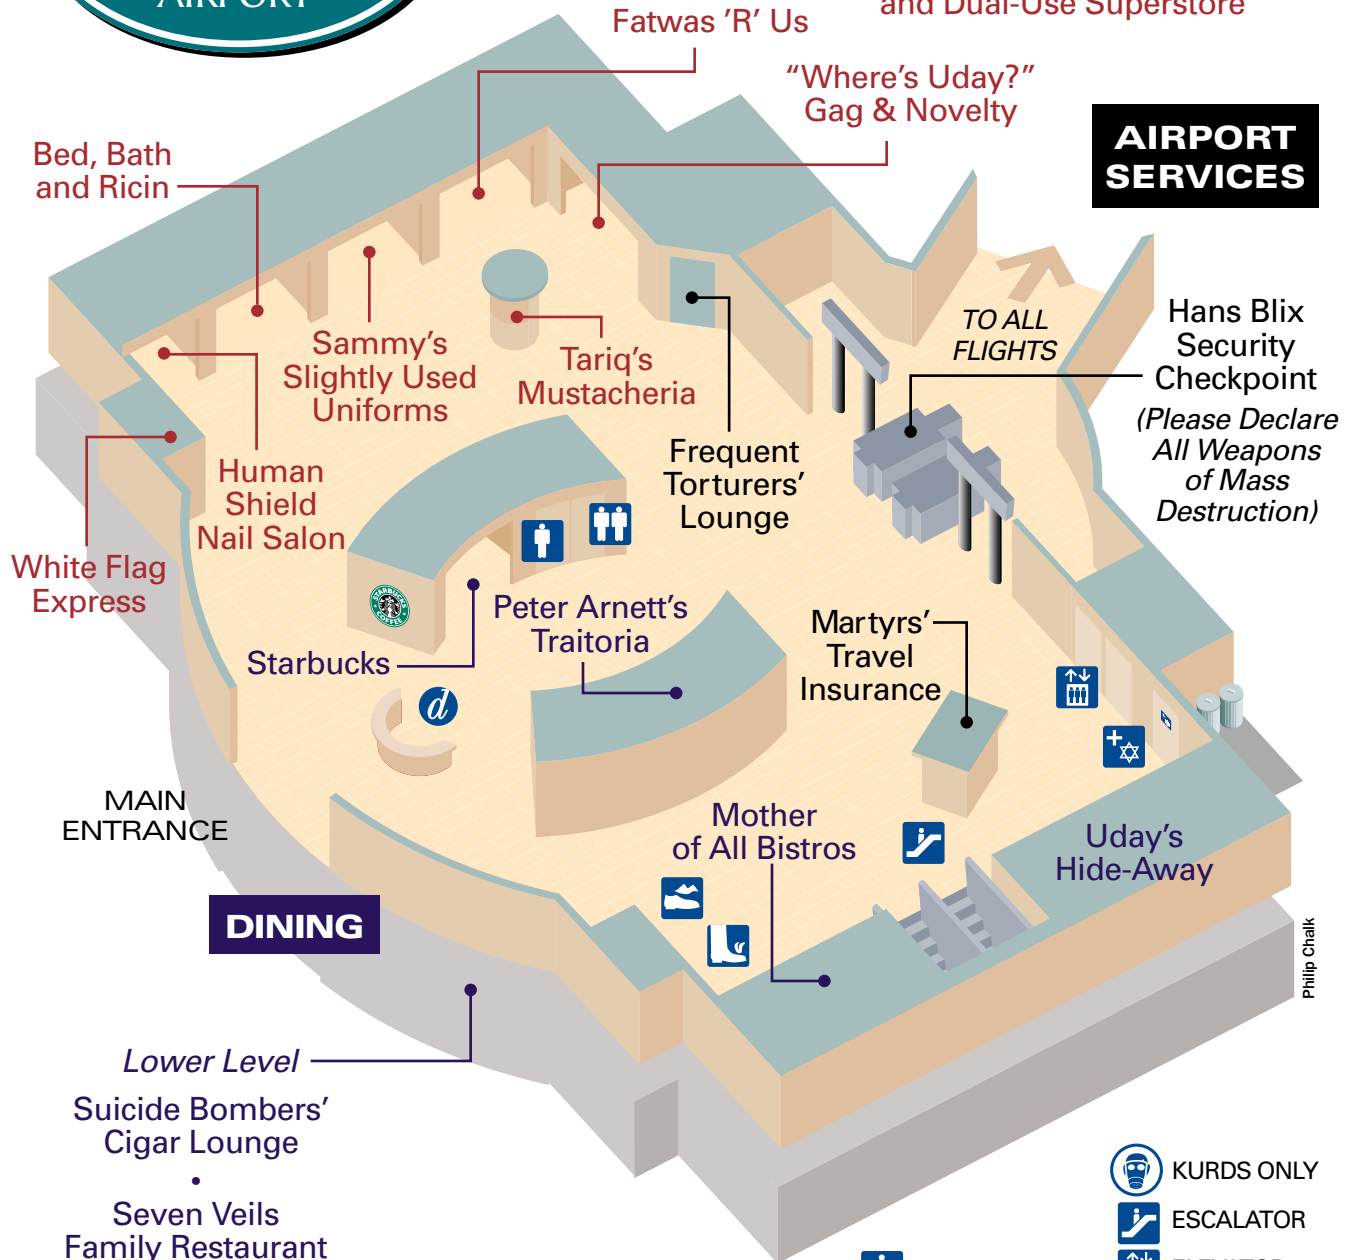 AIRPORT
Fatwas ’R’ Us
and Dual-Use Superstore
“Where’s Uday?”
Gag & Novelty
AIRPORT
SERVICES
Bed, Bath
and Ricin
TO ALL
FLIGHTS
Hans Blix
Security
Checkpoint
(Please Declare
All Weapons
of Mass
Destruction)
Sammy’s
Slightly Used
Uniforms
Tariq’s
Mustacheria
Frequent
Torturers’
Lounge
Human
Shield
Nail Salon
White Flag
Express
STARBUCKS
COFFEE
Starbucks
Peter Arnett’s
Traitoria
Martyrs’
Travel
Insurance
d
MAIN
ENTRANCE
Mother
of All Bistros
Uday’s
Hide-Away
DINING
Philip Chalk
Lower Level
Suicide Bombers’
Cigar Lounge
•
Seven Veils
Family Restaurant
KURDS ONLY
ESCALATOR
ELEVATOR